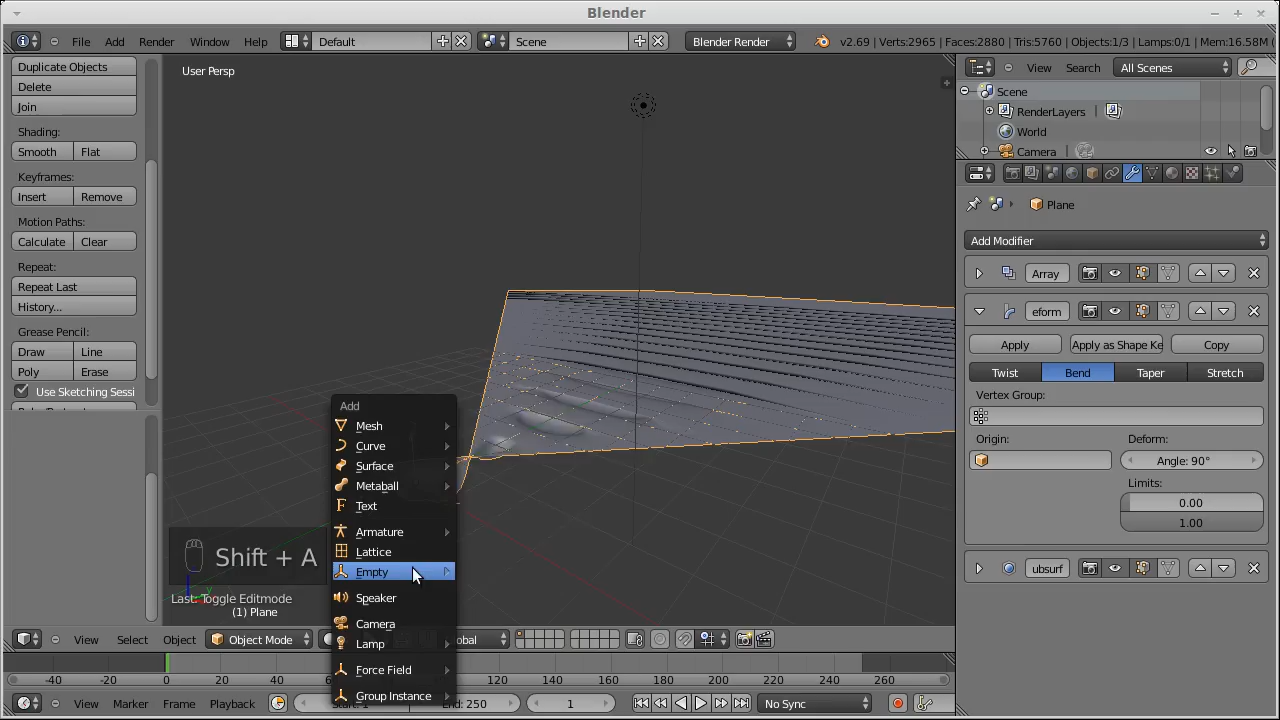 Blender
File Add Render Window Help Default Scene Blender Render v2.69 | Verts:2965 | Faces:2880 | Tris:5760 | Objects:1/3 | Lamps:0/1 | Mem:16.58M (
Duplicate Objects
Delete
Join
Shading:
Smooth Flat
Keyframes:
Insert Remove
Motion Paths:
Calculate Clear
Repeat:
Repeat Last
History...
Grease Pencil:
Draw Line
Poly Erase
Use Sketching Sessi
User Persp
Add
Mesh
Curve
Surface
Metaball
Text
Armature
Lattice
Empty
Speaker
Camera
Lamp
Force Field
Group Instance
Shift + A
Last: Toggle Editmode
(1) Plane
View Search All Scenes
Scene
RenderLayers
World
Camera
Plane
Add Modifier
Array
eform
Apply Apply as Shape Ke Copy
Twist Bend Taper Stretch
Vertex Group:
Origin: Deform:
Angle: 90°
Limits:
0.00
1.00
ubsurf
View Select Object Object Mode lobal
-40 -20 0 20 120 140 160 180 200 220 240 260
View Marker Frame Playback Start: 1 End: 250 1 No Sync